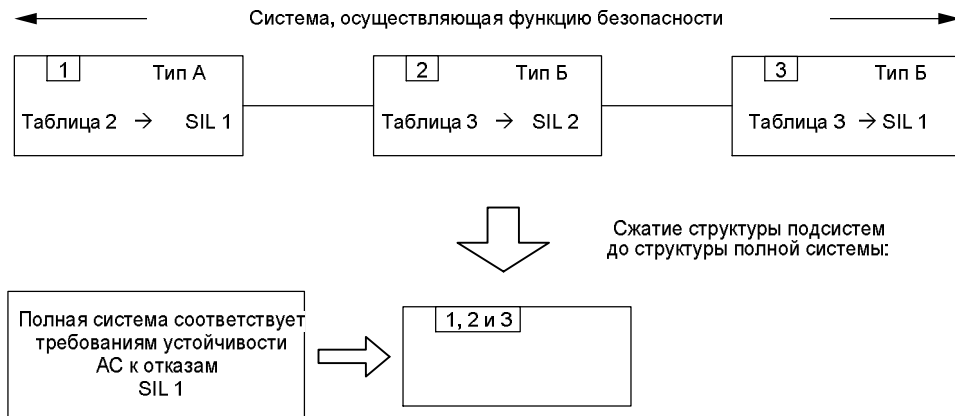 Система, осуществляющая функцию безопасности
1 Тип А
Таблица 2 → SIL 1
2 Тип Б
Таблица 3 → SIL 2
3 Тип Б
Таблица 3 → SIL 1
Сжатие структуры подсистем
до структуры полной системы:
Полная система соответствует
требованиям устойчивости
АС к отказам
SIL 1
1, 2 и 3